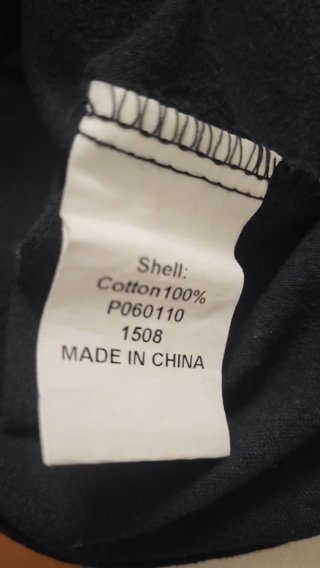 Shell:
Cotton100%
P060110
1508
MADE IN CHINA